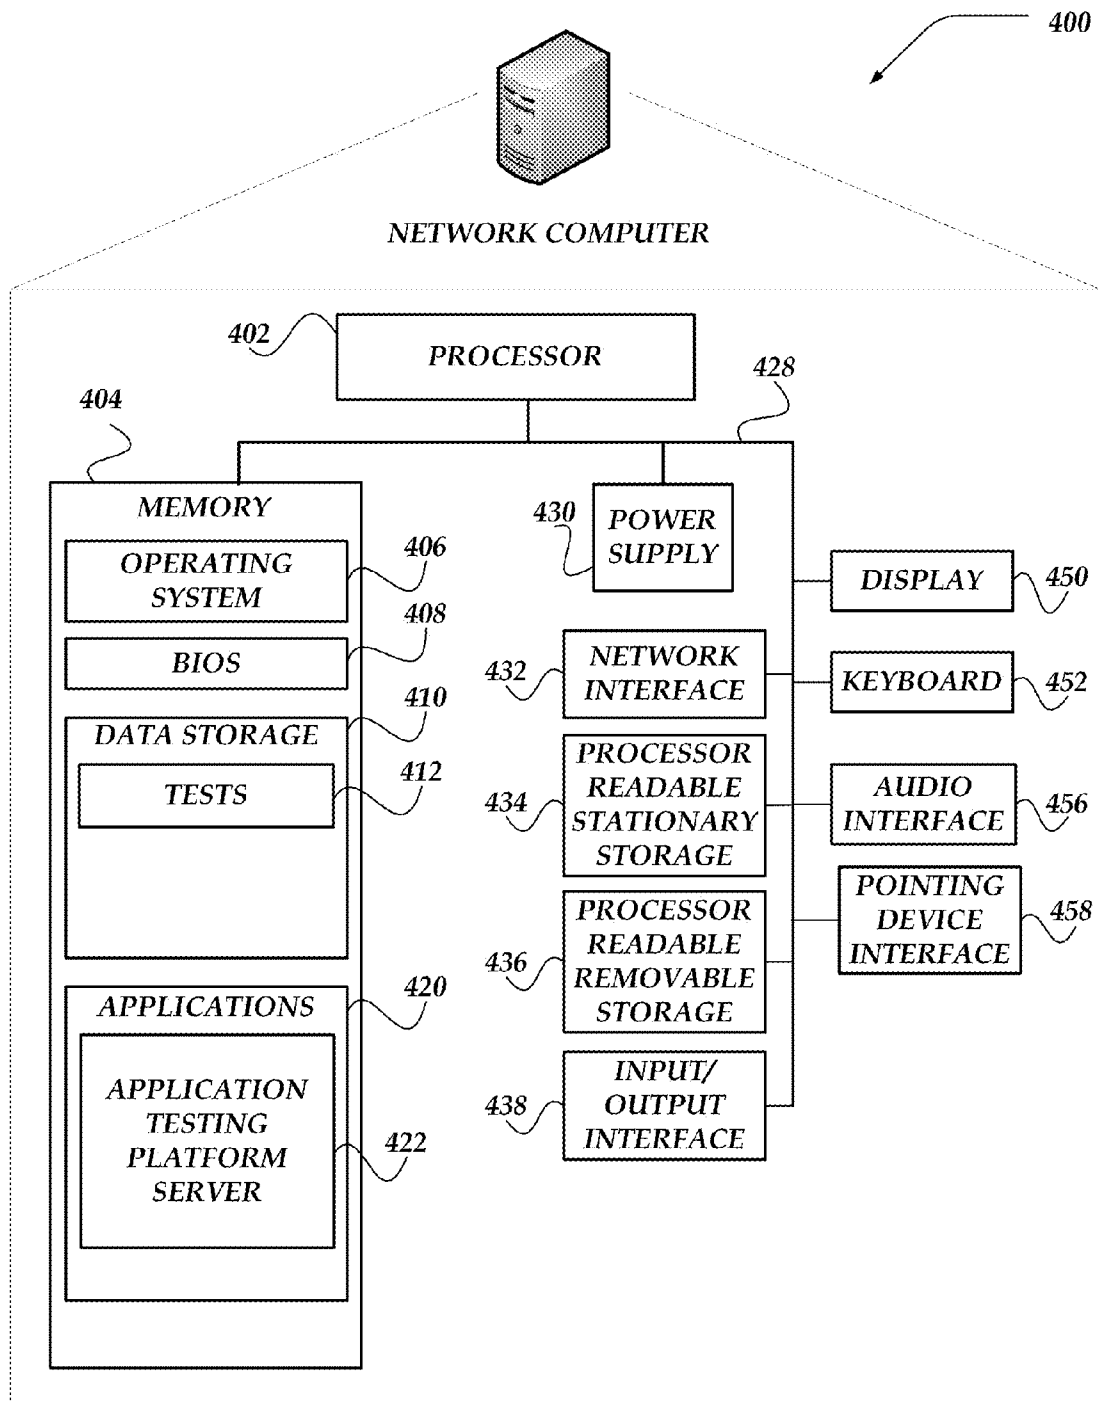 400
NETWORK COMPUTER
402
PROCESSOR
428
404
MEMORY
OPERATING
SYSTEM
406
BIOS
408
410
DATA STORAGE
TESTS
412
APPLICATIONS
420
APPLICATION
TESTING
PLATFORM
SERVER
422
430
POWER
SUPPLY
432
NETWORK
INTERFACE
434
PROCESSOR
READABLE
STATIONARY
STORAGE
436
PROCESSOR
READABLE
REMOVABLE
STORAGE
438
INPUT/
OUTPUT
INTERFACE
DISPLAY
450
KEYBOARD
452
AUDIO
INTERFACE
456
POINTING
DEVICE
INTERFACE
458